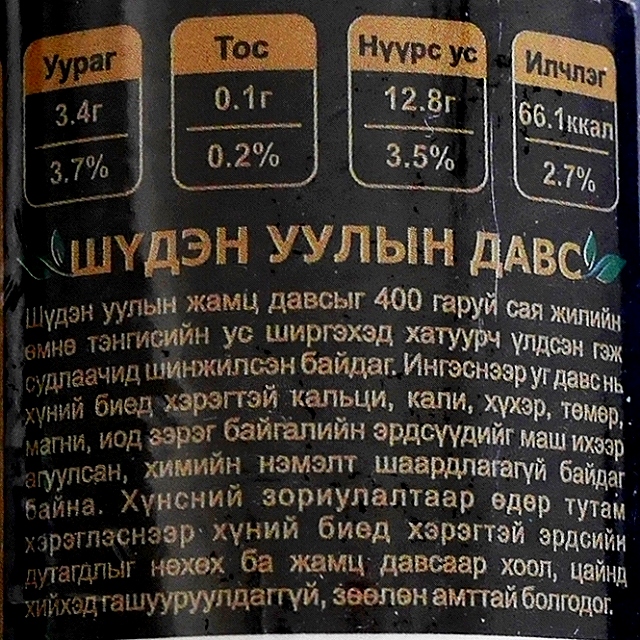 Уураг Тос Нүүрс ус Илчлэг
3.4г 0.1г 12.8г 66.1ккал
3.7% 0.2% 3.5% 2.7%
ШҮДЭН УУЛЫН ДАВС
Шүдэн уулын жамц давсыг 400 гаруй сая жилийн
өмнө тэнгисийн ус ширгэхэд хатуурч үлдсэн гэж
судлаачид шинжилсэн байдаг. Ингэснээр уг давс нь
хүний биед хэрэгтэй кальци, кали, хүхэр, төмөр,
магни, иод зэрэг байгалийн эрдсүүдийг маш ихээр
агуулсан, химийн нэмэлт шаардлагагүй байдаг
байна. Хүнсний зориулалтаар өдөр тутам
хэрэглэснээр хүний биед хэрэгтэй эрдсийн
дутагдлыг нөхөх ба жамц давсаар хоол, цайнд
хийхэд ташууруулдаггүй, зөөлөн амттай болгодог.